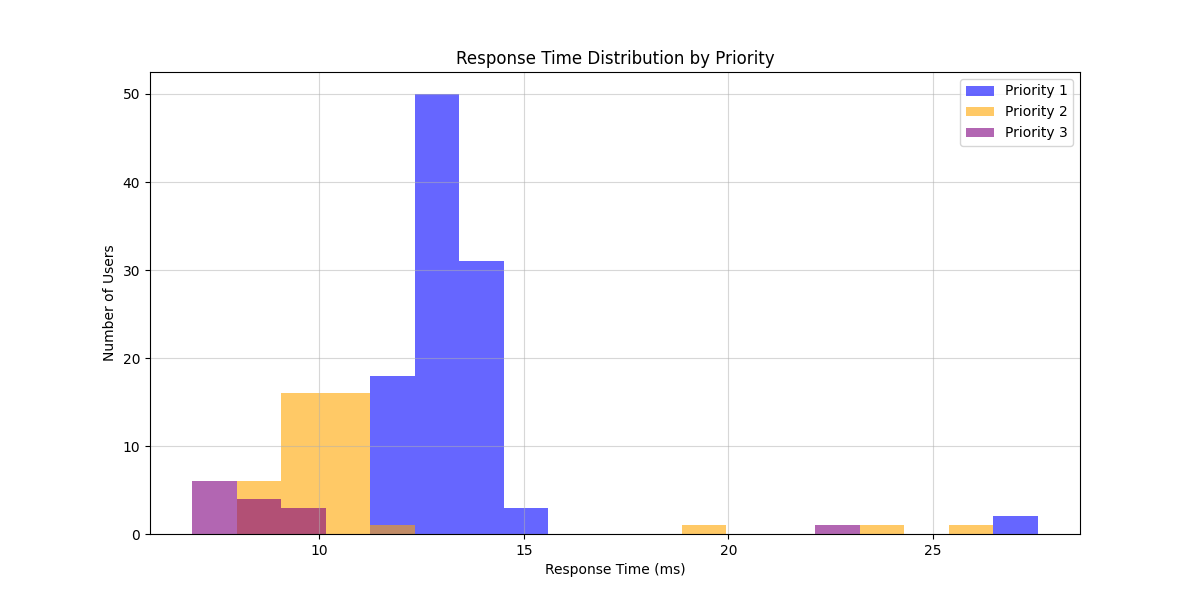 Response Time Distribution by Priority
Priority 1
Priority 2
Priority 3
Number of Users
50
40
30
20
10
0
10 15 20 25
Response Time (ms)